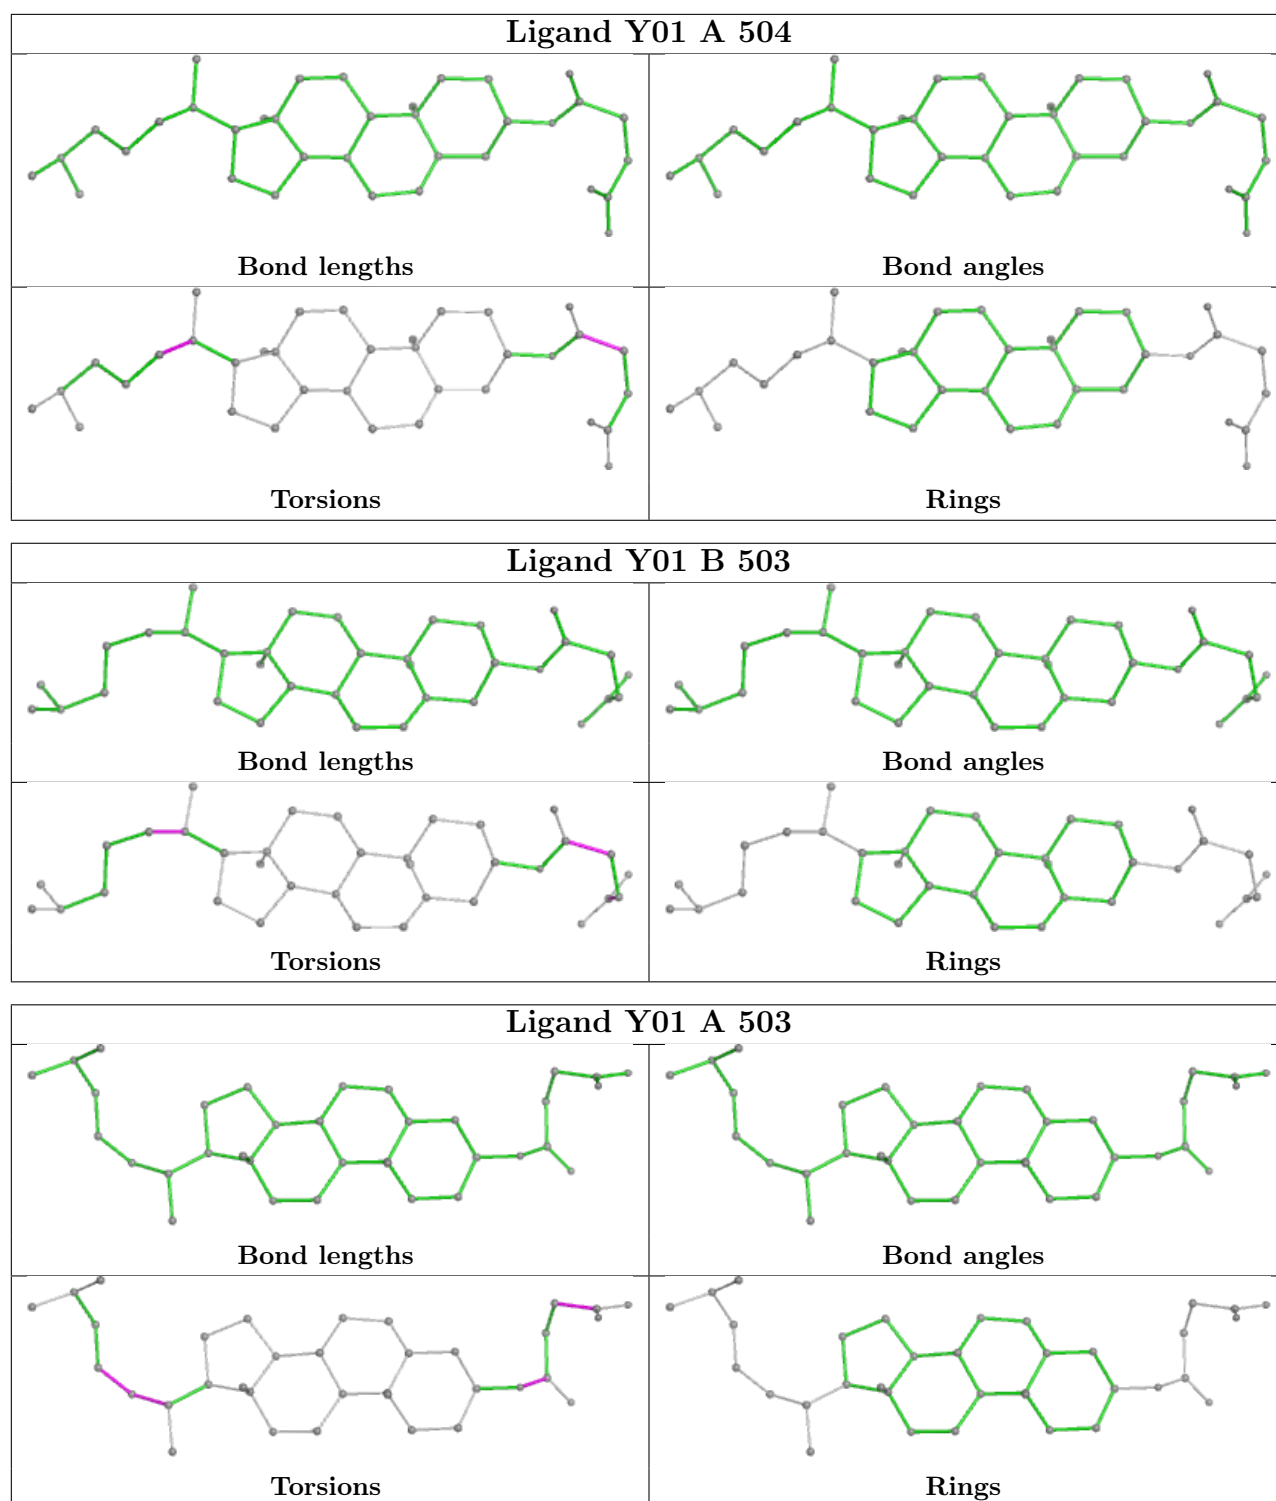 Ligand Y01 A 504
Bond lengths
Bond angles
Torsions
Rings
Ligand Y01 B 503
Bond lengths
Bond angles
Torsions
Rings
Ligand Y01 A 503
Bond lengths
Bond angles
Torsions
Rings